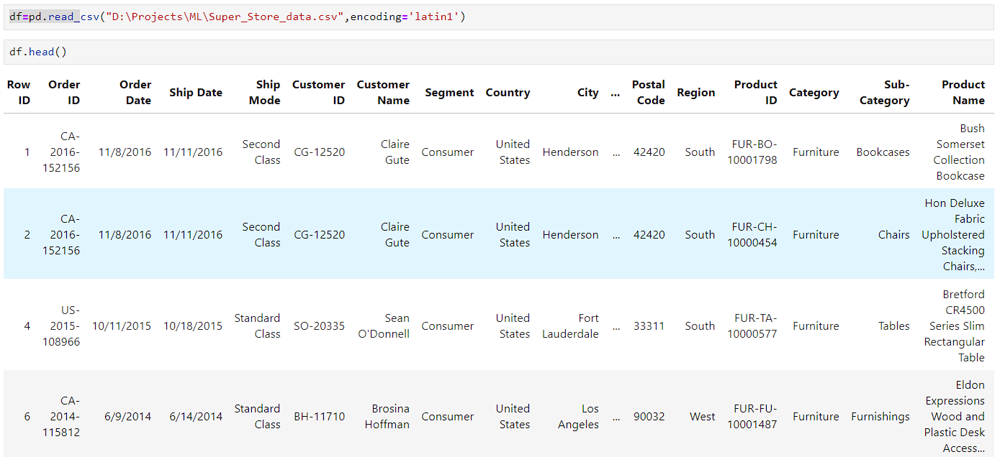 df=pd.read_csv("D:\Projects\ML\Super_Store_data.csv",encoding='latin1')
df.head()
Row ID Order ID Order Date Ship Date Ship Mode Customer ID Customer Name Segment Country City ... Postal Code Region Product ID Category Sub-Category Product Name
1 CA-2016-152156 11/8/2016 11/11/2016 Second Class CG-12520 Claire Gute Consumer United States Henderson ... 42420 South FUR-BO-10001798 Furniture Bookcases Bush Somerset Collection Bookcase
2 CA-2016-152156 11/8/2016 11/11/2016 Second Class CG-12520 Claire Gute Consumer United States Henderson ... 42420 South FUR-CH-10000454 Furniture Chairs Hon Deluxe Fabric Upholstered Stacking Chairs,...
4 US-2015-108966 10/11/2015 10/18/2015 Standard Class SO-20335 Sean O'Donnell Consumer United States Fort Lauderdale ... 33311 South FUR-TA-10000577 Furniture Tables Bretford CR4500 Series Slim Rectangular Table
6 CA-2014-115812 6/9/2014 6/14/2014 Standard Class BH-11710 Brosina Hoffman Consumer United States Los Angeles ... 90032 West FUR-FU-10001487 Furniture Furnishings Eldon Expressions Wood and Plastic Desk Access...